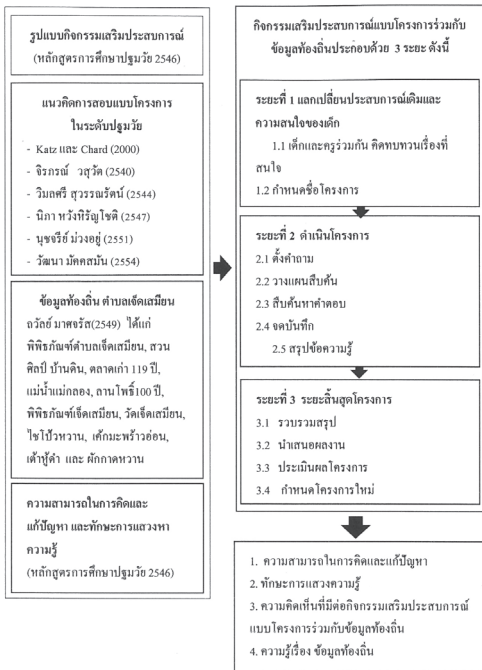 รูปแบบกิจกรรมเสริมประสบการณ์
(หลักสูตรการศึกษาปฐมวัย 2546)
แนวคิดการสอบแบบโครงการ
ในระดับปฐมวัย
- Katz และ Chard (2000)
- จิรภรณ์ วสุวัต (2540)
- วิมลศรี สุวรรณรัตน์ (2544)
- นิภา หวังหิรัญโชติ (2547)
- นุชจรีย์ ม่วงอยู่ (2551)
- วัฒนา มัคคสมัน (2554)
ข้อมูลท้องถิ่น ตำบลเจ็ดเสมียน
ถวัลย์ มาศจรัส(2549) ได้แก่
พิพิธภัณฑ์ตำบลเจ็ดเสมียน, สวน
ศิลป์ บ้านดิน, ตลาดเก่า 119 ปี,
แม่น้ำแม่กลอง, ลานโพธิ์100 ปี,
พิพิธภัณฑ์เจ็ดเสมียน, วัดเจ็ดเสมียน,
ไชโป้วหวาน, เค้กมะพร้าวอ่อน,
เต้าหู้ดำ และ ผักกาดหวาน
ความสามารถในการคิดและ
แก้ปัญหา และทักษะการแสวงหา
ความรู้
(หลักสูตรการศึกษาปฐมวัย 2546)
กิจกรรมเสริมประสบการณ์แบบโครงการร่วมกับ
ข้อมูลท้องถิ่นประกอบด้วย 3 ระยะ ดังนี้
ระยะที่ 1 แลกเปลี่ยนประสบการณ์เดิมและ
ความสนใจของเด็ก
1.1 เด็กและครูร่วมกัน คิดทบทวนเรื่องที่
สนใจ
1.2 กำหนดชื่อโครงการ
ระยะที่ 2 ดำเนินโครงการ
2.1 ตั้งคำถาม
2.2 วางแผนสืบค้น
2.3 สืบค้นหาคำตอบ
2.4 จดบันทึก
2.5 สรุปข้อความรู้
ระยะที่ 3 ระยะสิ้นสุดโครงการ
3.1 รวบรวมสรุป
3.2 นำเสนอผลงาน
3.3 ประเมินผลโครงการ
3.4 กำหนดโครงการใหม่
1. ความสามารถในการคิดและแก้ปัญหา
2. ทักษะการแสวงความรู้
3. ความคิดเห็นที่มีต่อกิจกรรมเสริมประสบการณ์
แบบโครงการร่วมกับข้อมูลท้องถิ่น
4. ความรู้เรื่อง ข้อมูลท้องถิ่น